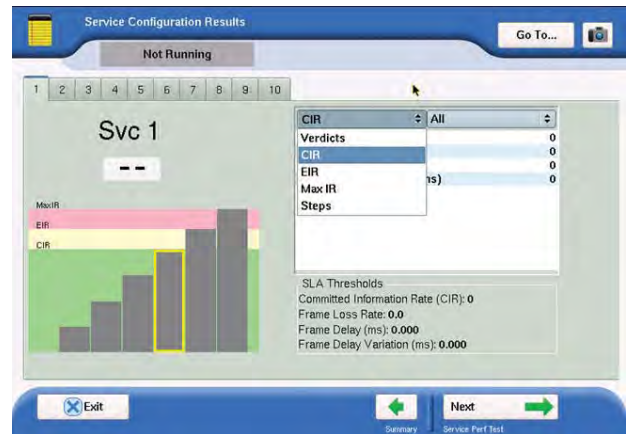 Service Configuration Results
Go To...
Not Running
1 2 3 4 5 6 7 8 9 10
Svc 1
--
MaxIR
EIR
CIR
CIR All
Verdicts 0
CIR 0
EIR 0
Max IR s) 0
Steps
SLA Thresholds
Committed Information Rate (CIR): 0
Frame Loss Rate: 0.0
Frame Delay (ms): 0.000
Frame Delay Variation (ms): 0.000
Exit
Next
Summary
Service Perf Test